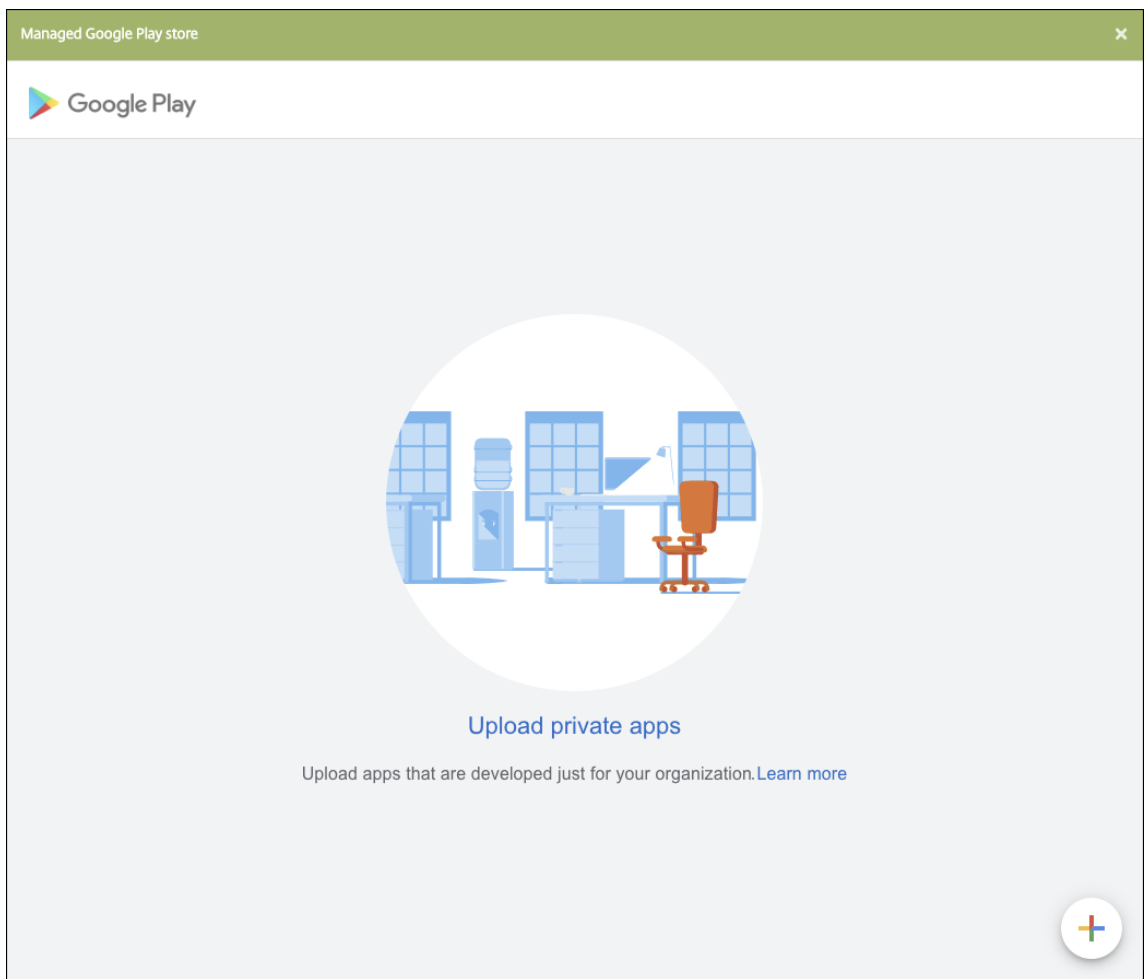 Managed Google Play store
Google Play
Upload private apps
Upload apps that are developed just for your organization. Learn more